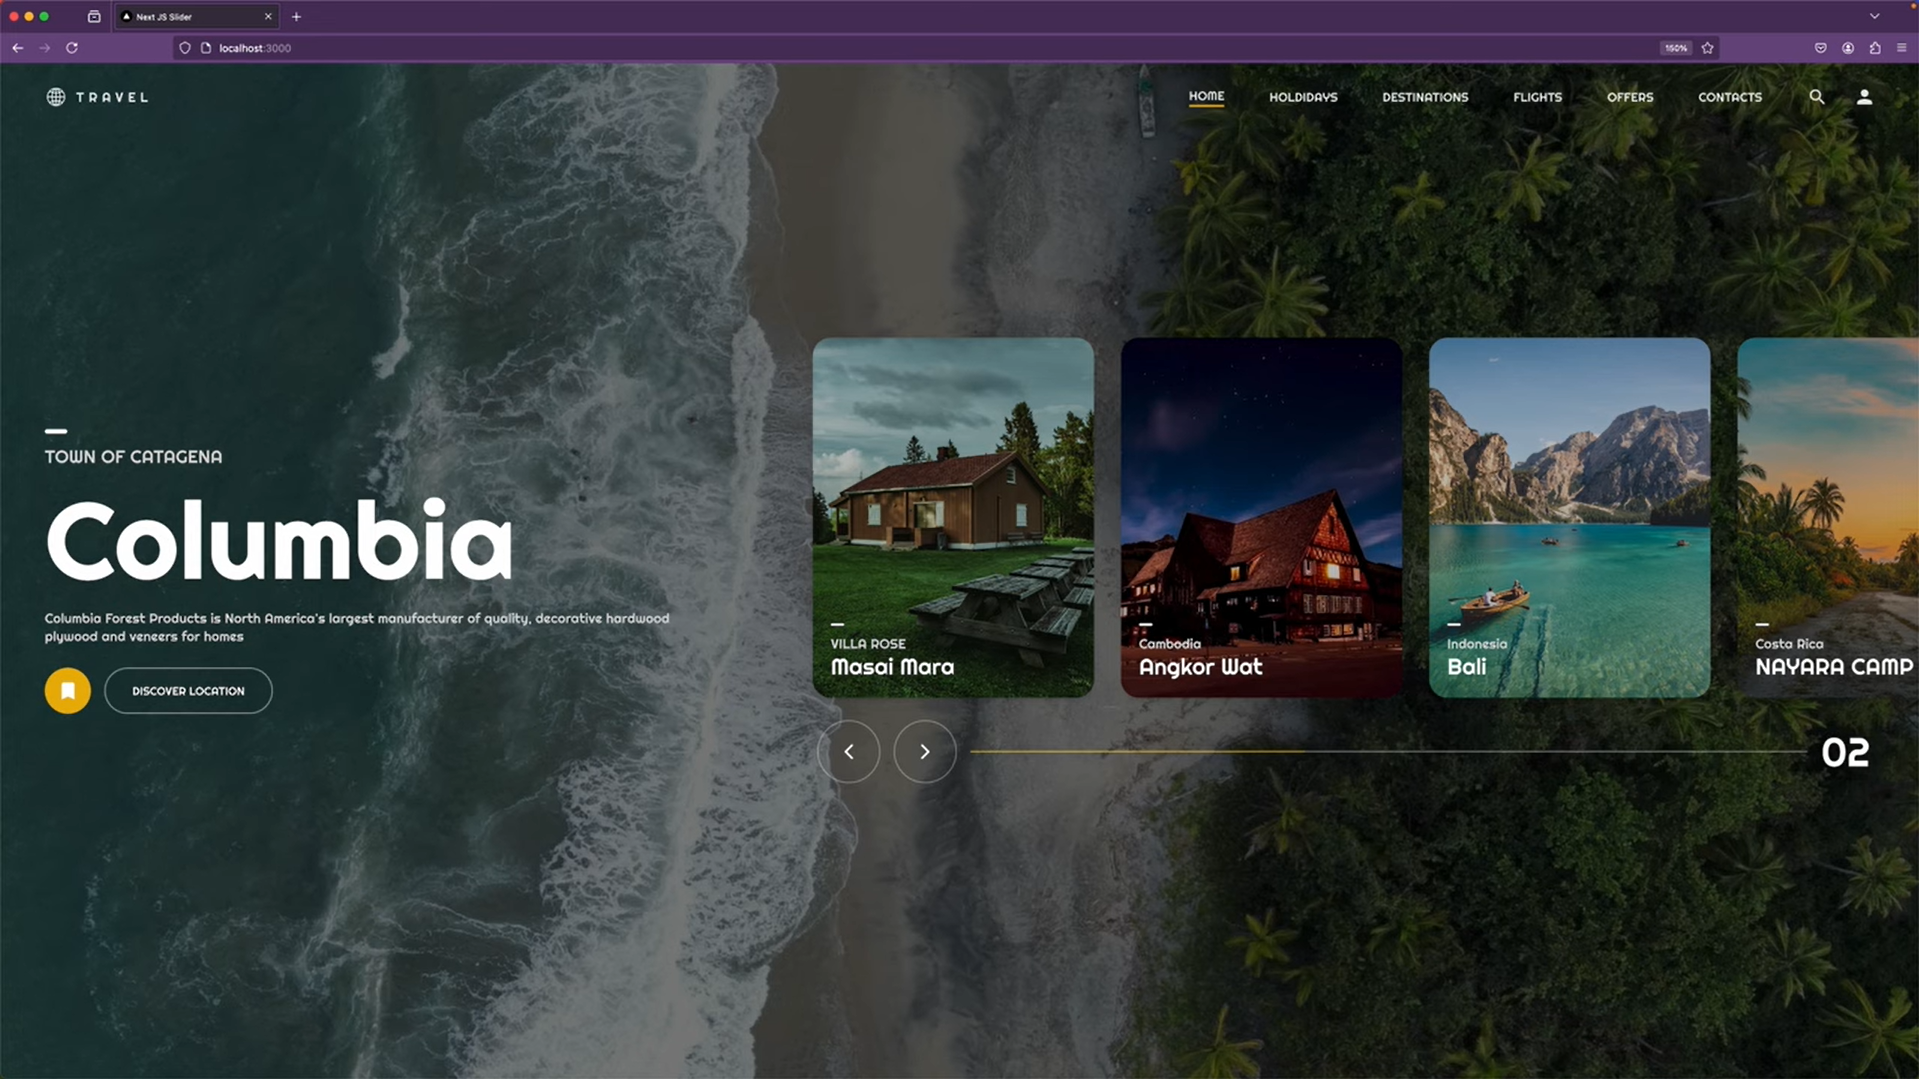 Next JS Slider
localhost:3000
150%
TRAVEL
HOME
HOLDIDAYS
DESTINATIONS
FLIGHTS
OFFERS
CONTACTS
TOWN OF CATAGENA
Columbia
Columbia Forest Products is North America's largest manufacturer of quality, decorative hardwood
plywood and veneers for homes
DISCOVER LOCATION
VILLA ROSE
Masai Mara
Cambodia
Angkor Wat
Indonesia
Bali
Costa Rica
NAYARA CAMP
02